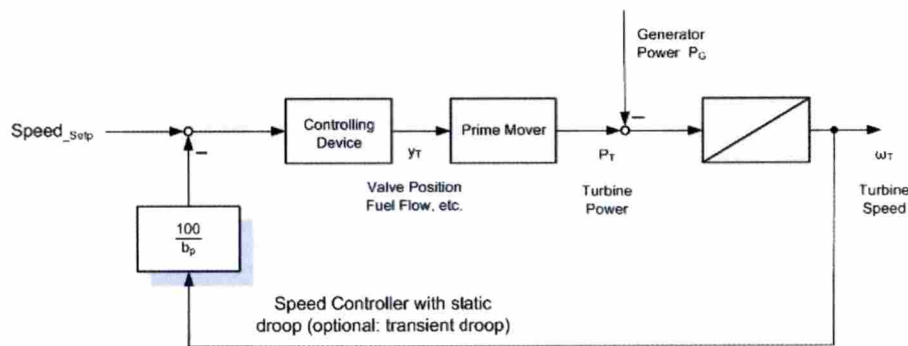 Generator
Power P_G
Speed_Setp
Controlling
Device
Prime Mover
y_T
P_T
ω_T
Valve Position
Fuel Flow, etc.
Turbine
Power
Turbine
Speed
100
b_p
Speed Controller with static
droop (optional: transient droop)